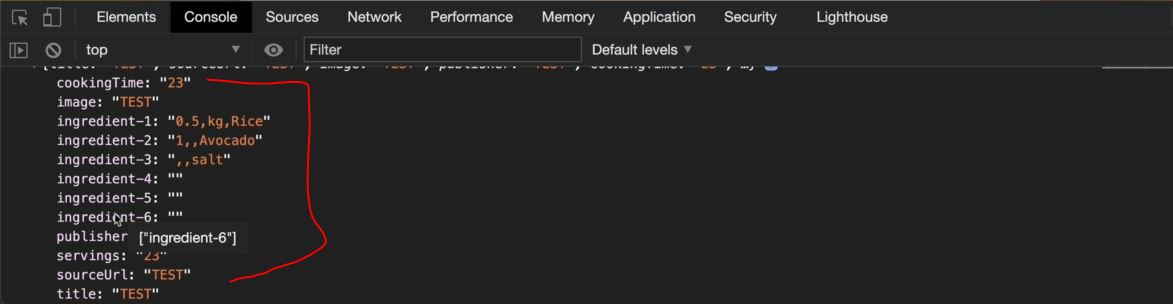 Elements Console Sources Network Performance Memory Application Security Lighthouse
top Filter Default levels
cookingTime: "23"
image: "TEST"
ingredient-1: "0.5,kg,Rice"
ingredient-2: "1,,Avocado"
ingredient-3: ",,salt"
ingredient-4: ""
ingredient-5: ""
ingredient-6: ""
publisher ["ingredient-6"]
servings: "23"
sourceUrl: "TEST"
title: "TEST"